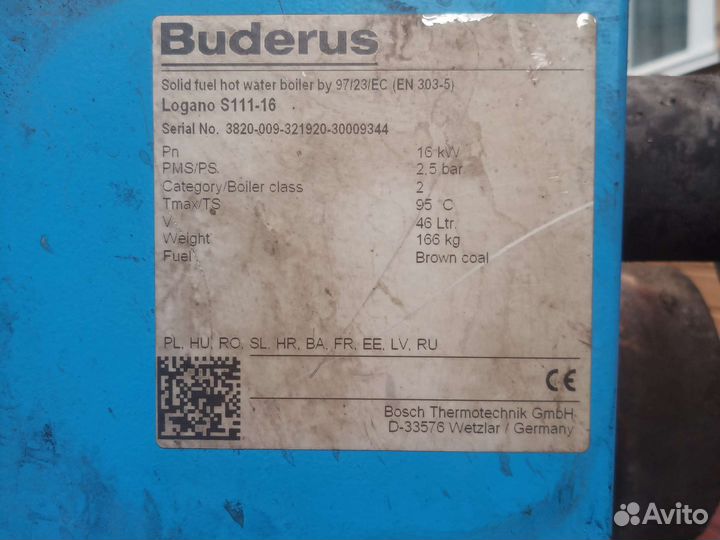 Buderus
Solid fuel hot water boiler by 97/23/EC (EN 303-5)
Logano S111-16
Serial No. 3820-009-321920-30009344
Pn 16 kW
PMS/PS 2,5 bar
Category/Boiler class 2
Tmax/TS 95 °C
V 46 Ltr.
Weight 166 kg
Fuel Brown coal
PL, HU, RO, SL, HR, BA, FR, EE, LV, RU
CE
Bosch Thermotechnik GmbH
D-33576 Wetzlar / Germany
Avito